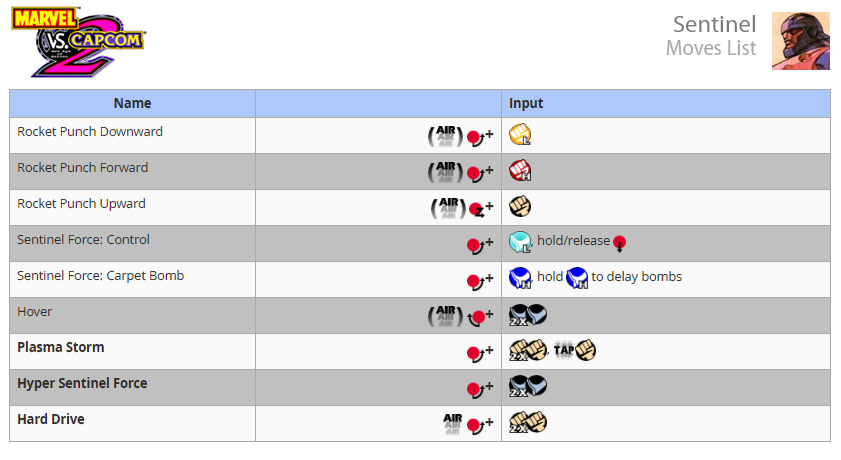 MARVEL
VS. CAPCOM
2
Sentinel
Moves List
Name Input
Rocket Punch Downward (AIR) + L
Rocket Punch Forward (AIR) + H
Rocket Punch Upward (AIR) +
Sentinel Force: Control + L, hold/release
Sentinel Force: Carpet Bomb + H, hold H to delay bombs
Hover (AIR) + 2X
Plasma Storm + 2X, TAP
Hyper Sentinel Force + 2X
Hard Drive AIR + 2X